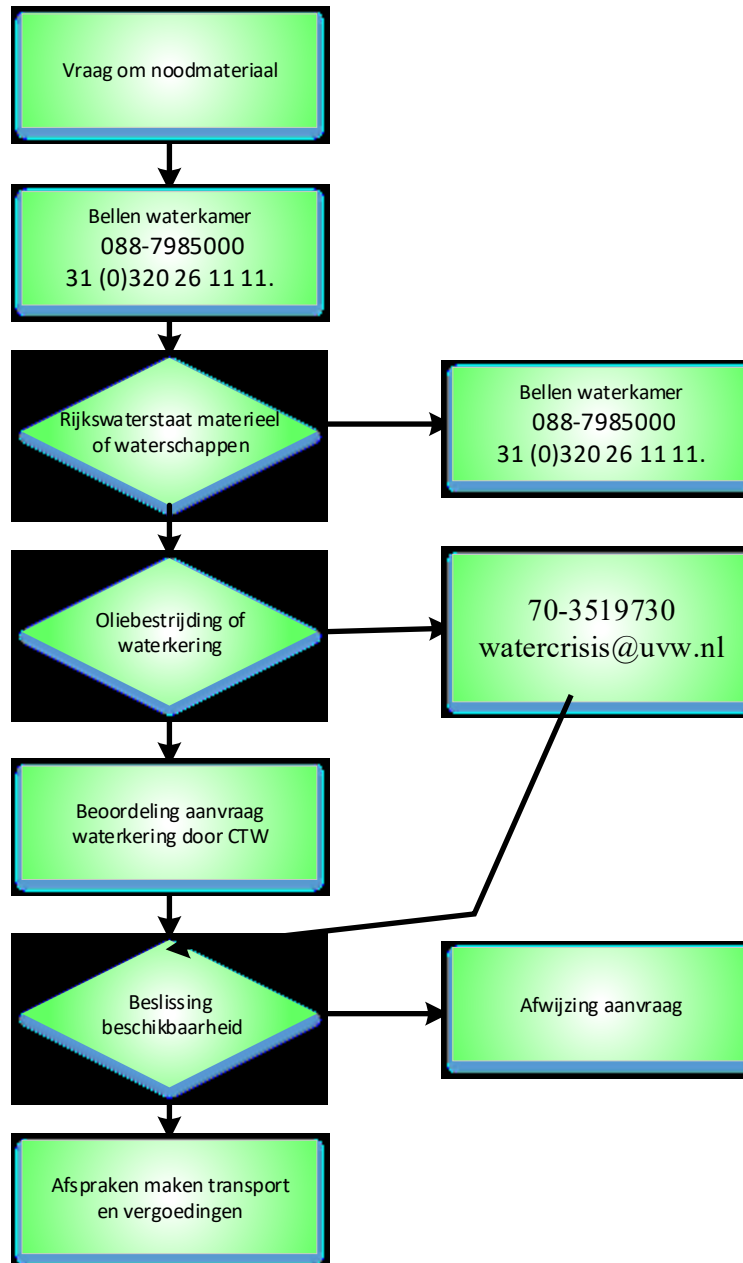 Vraag om noodmateriaal
Bellen waterkamer
088-7985000
31 (0)320 26 11 11.
Rijkswaterstaat materieel
of waterschappen
Bellen waterkamer
088-7985000
31 (0)320 26 11 11.
Oliebestrijding of
waterkering
70-3519730
watercrisis@uvw.nl
Beoordeling aanvraag
waterkering door CTW
Beslissing
beschikbaarheid
Afwijzing aanvraag
Afspraken maken transport
en vergoedingen